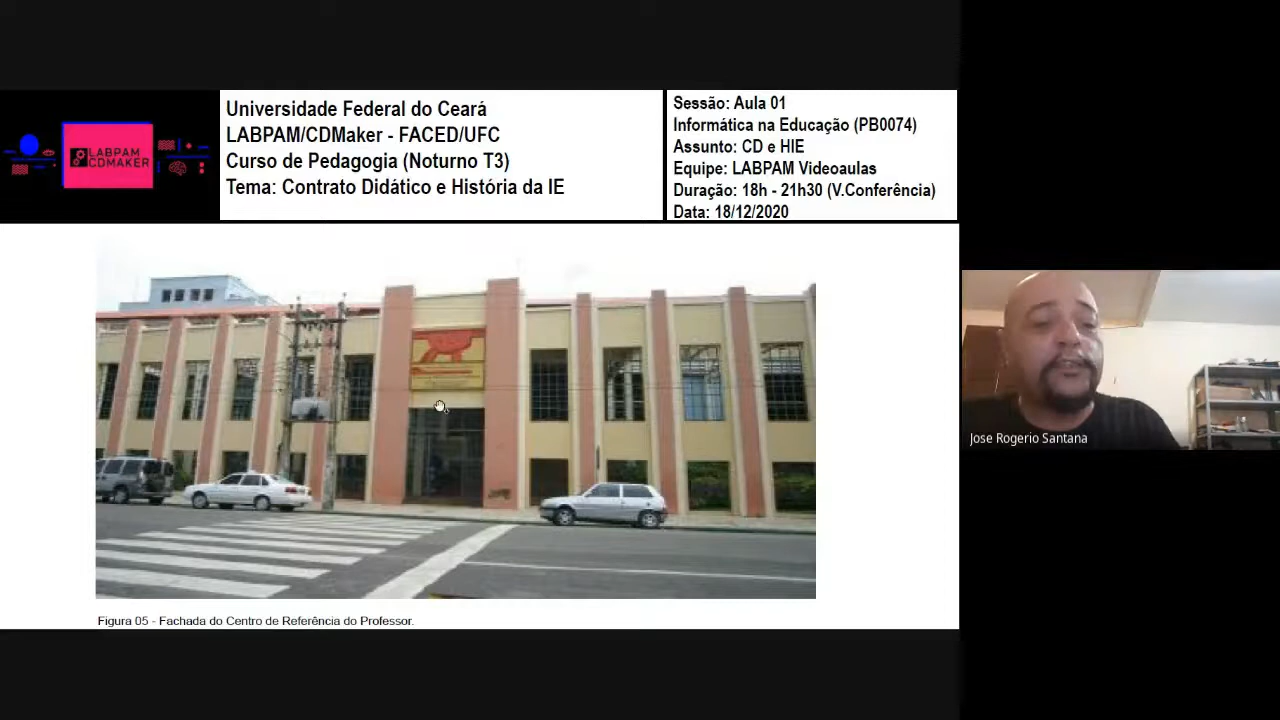 LABPAM
CDMAKER
Universidade Federal do Ceará
LABPAM/CDMaker - FACED/UFC
Curso de Pedagogia (Noturno T3)
Tema: Contrato Didático e História da IE
Sessão: Aula 01
Informática na Educação (PB0074)
Assunto: CD e HIE
Equipe: LABPAM Videoaulas
Duração: 18h - 21h30 (V.Conferência)
Data: 18/12/2020
Figura 05 - Fachada do Centro de Referência do Professor.
Jose Rogerio Santana